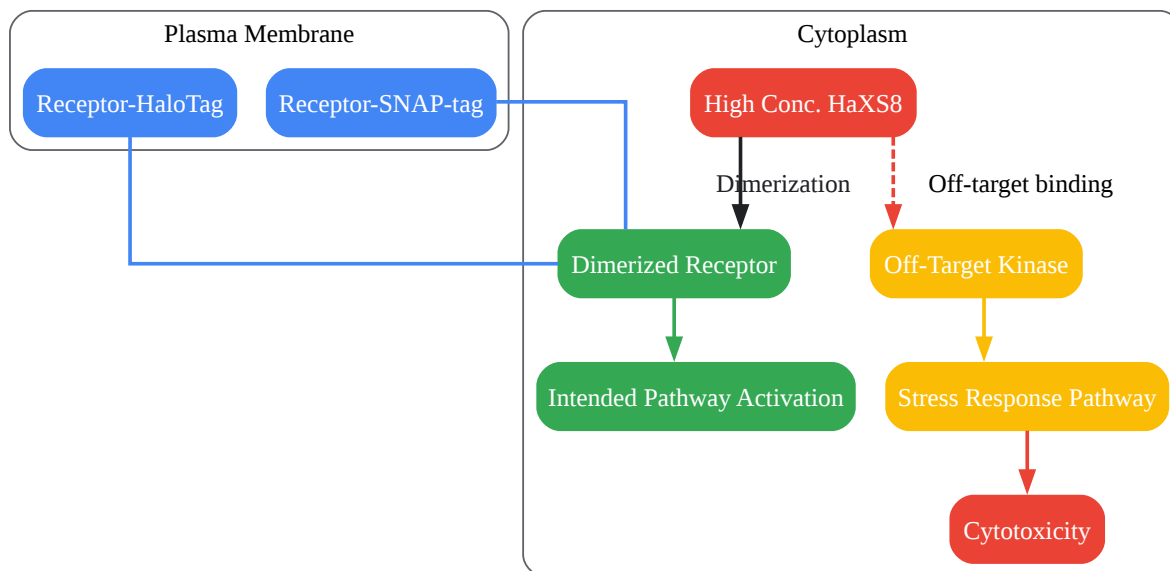 Plasma Membrane
Cytoplasm
Receptor-HaloTag
Receptor-SNAP-tag
High Conc. HaXS8
Dimerization
Off-target binding
Dimerized Receptor
Off-Target Kinase
Intended Pathway Activation
Stress Response Pathway
Cytotoxicity